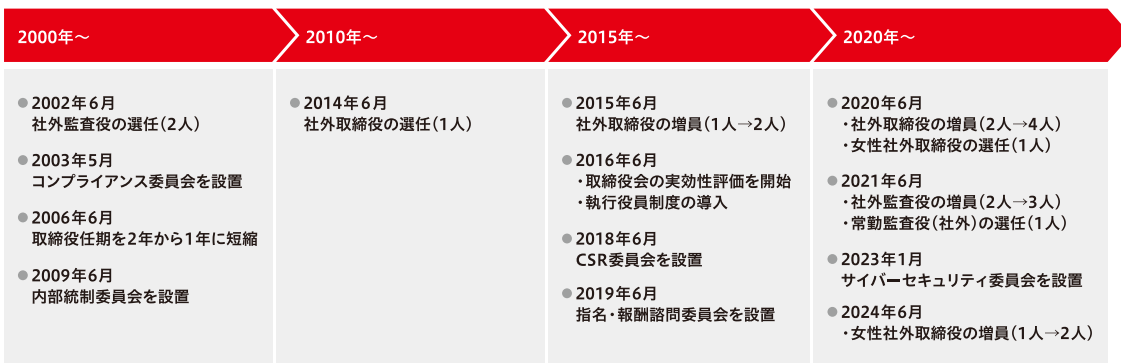 2000年～
2010年～
2015年～
2020年～
●2002年6月
社外監査役の選任（2人）
●2003年5月
コンプライアンス委員会を設置
●2006年6月
取締役任期を2年から1年に短縮
●2009年6月
内部統制委員会を設置
●2014年6月
社外取締役の選任（1人）
●2015年6月
社外取締役の増員（1人→2人）
●2016年6月
・取締役会の実効性評価を開始
・執行役員制度の導入
●2018年6月
CSR委員会を設置
●2019年6月
指名・報酬諮問委員会を設置
●2020年6月
・社外取締役の増員（2人→4人）
・女性社外取締役の選任（1人）
●2021年6月
・社外監査役の増員（2人→3人）
・常勤監査役（社外）の選任（1人）
●2023年1月
サイバーセキュリティ委員会を設置
●2024年6月
・女性社外取締役の増員（1人→2人）